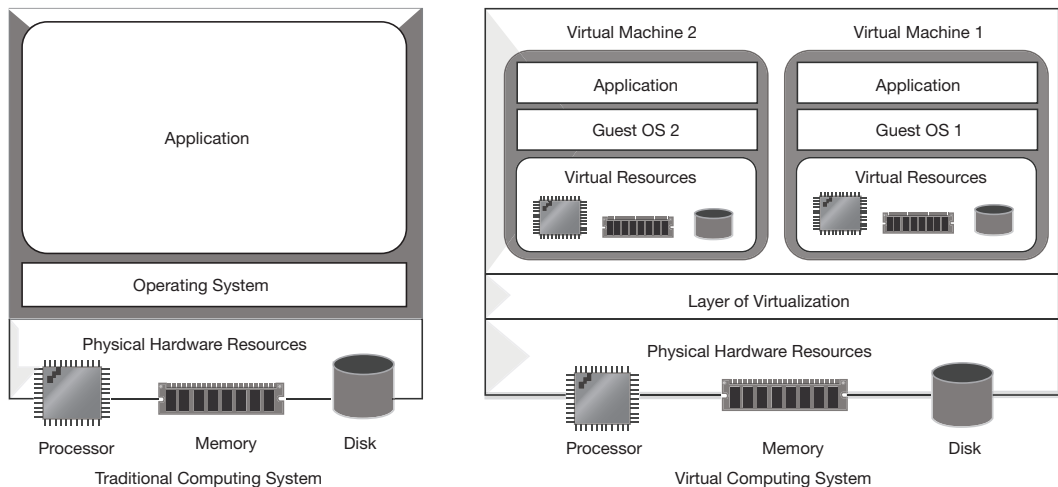 Application
Operating System
Physical Hardware Resources
Processor
Memory
Disk
Traditional Computing System
Virtual Machine 2
Application
Guest OS 2
Virtual Resources
Virtual Machine 1
Application
Guest OS 1
Virtual Resources
Layer of Virtualization
Physical Hardware Resources
Processor
Memory
Disk
Virtual Computing System